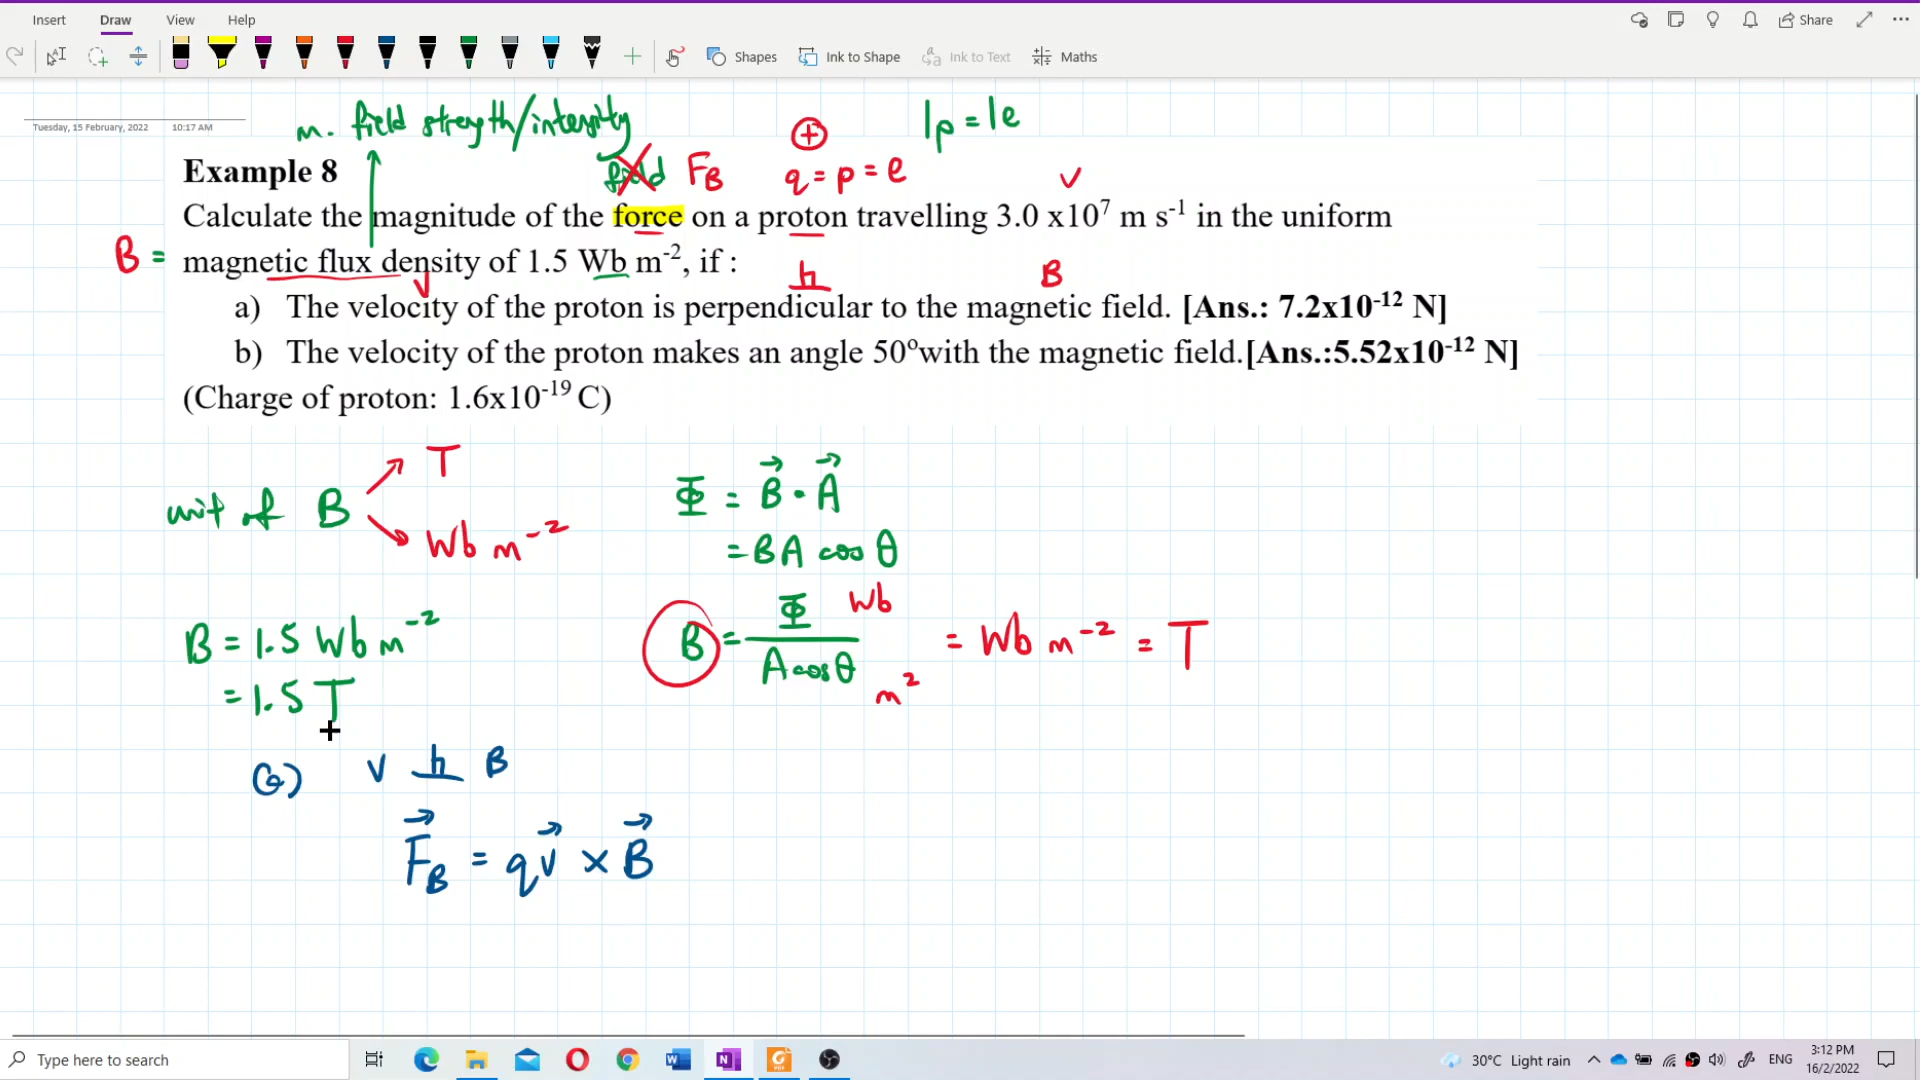 Insert Draw View Help
Share
Shapes Ink to Shape Ink to Text Maths
m. field strength/intensity
1p = 1e
Tuesday, 15 February, 2022 10:17 AM
+
field F_B q = p = e v
Example 8
Calculate the magnitude of the force on a proton travelling 3.0 x10⁷ m s⁻¹ in the uniform
B =
magnetic flux density of 1.5 Wb m⁻², if :
v B
a) The velocity of the proton is perpendicular to the magnetic field. [Ans.: 7.2x10⁻¹² N]
b) The velocity of the proton makes an angle 50ºwith the magnetic field.[Ans.:5.52x10⁻¹² N]
(Charge of proton: 1.6x10⁻¹⁹ C)
unit of B
T
Wb m⁻²
Φ = B⃗ • A⃗
= BA cos θ
B = Φ / A cos θ Wb m² = Wb m⁻² = T
B = 1.5 Wb m⁻²
= 1.5 T
(a) v ⊥ B
F⃗_B = qv⃗ × B⃗
Type here to search
30°C Light rain
ENG
3:12 PM
16/2/2022